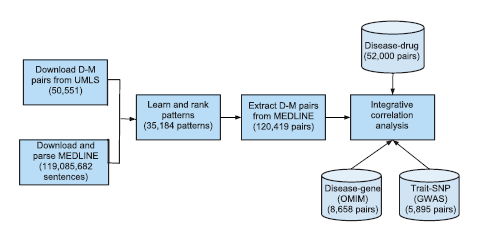 Disease-drug
(52,000 pairs)
Download D-M
pairs from UMLS
(50,551)
Learn and rank
patterns
(35,184 patterns)
Extract D-M pairs
from MEDLINE
(120,419 pairs)
Integrative
correlation
analysis
Download and
parse MEDLINE
(119,085,682
sentences)
Disease-gene
(OMIM)
(8,658 pairs)
Trait-SNP
(GWAS)
(5,895 pairs)